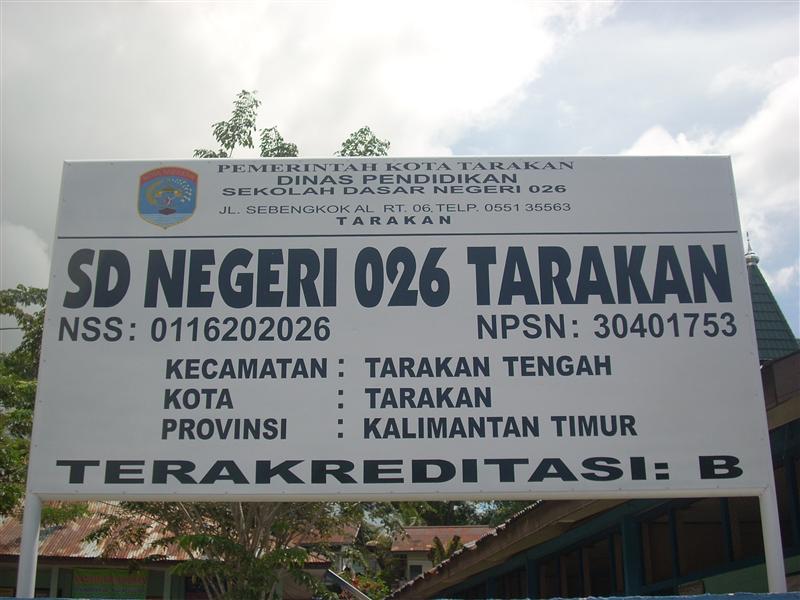 PEMERINTAH KOTA TARAKAN
DINAS PENDIDIKAN
SEKOLAH DASAR NEGERI 026
JL. SEBENGKOK AL RT. 06, TELP. 0551 35563
TARAKAN
SD NEGERI 026 TARAKAN
NSS: 0116202026 NPSN: 30401753
KECAMATAN : TARAKAN TENGAH
KOTA : TARAKAN
PROVINSI : KALIMANTAN TIMUR
TERAKREDITASI: B